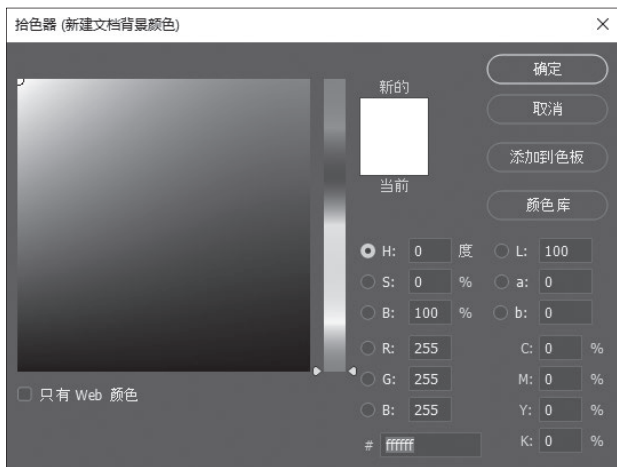 拾色器 (新建文档背景颜色)
新的
当前
确定
取消
添加到色板
颜色库
H: 0 度
S: 0 %
B: 100 %
R: 255
G: 255
B: 255
# ffffff
L: 100
a: 0
b: 0
C: 0 %
M: 0 %
Y: 0 %
K: 0 %
只有 Web 颜色